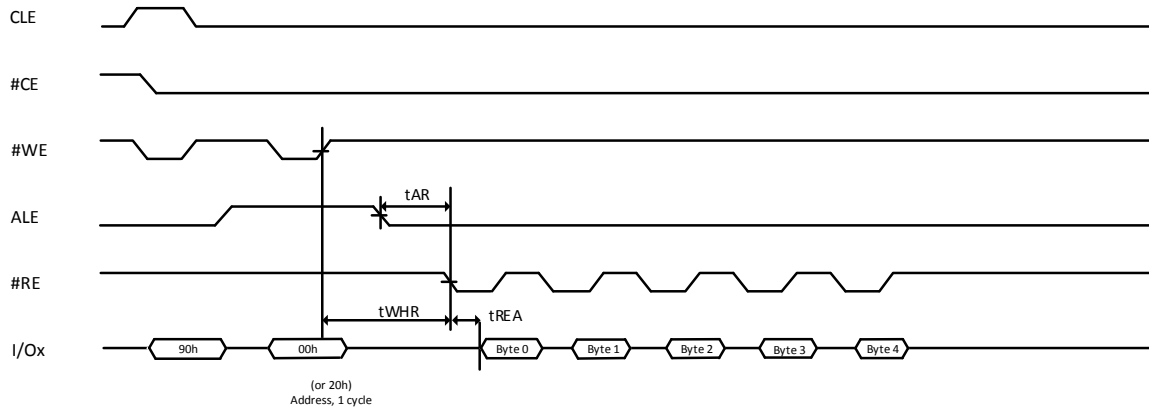 CLE
#CE
#WE
tAR
ALE
#RE
tWHR tREA
I/Ox 90h 00h Byte 0 Byte 1 Byte 2 Byte 3 Byte 4
(or 20h)
Address, 1 cycle